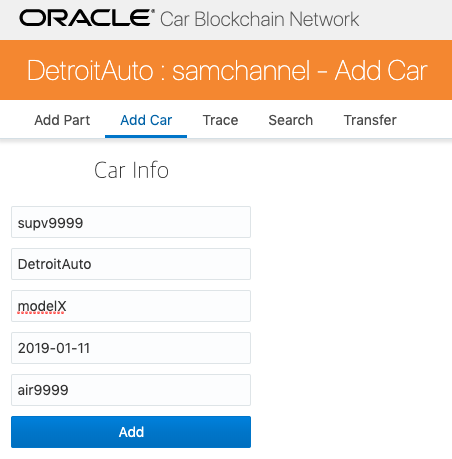 ORACLE® Car Blockchain Network
DetroitAuto : samchannel - Add Car
Add Part Add Car Trace Search Transfer
Car Info
supv9999
DetroitAuto
modelX
2019-01-11
air9999
Add